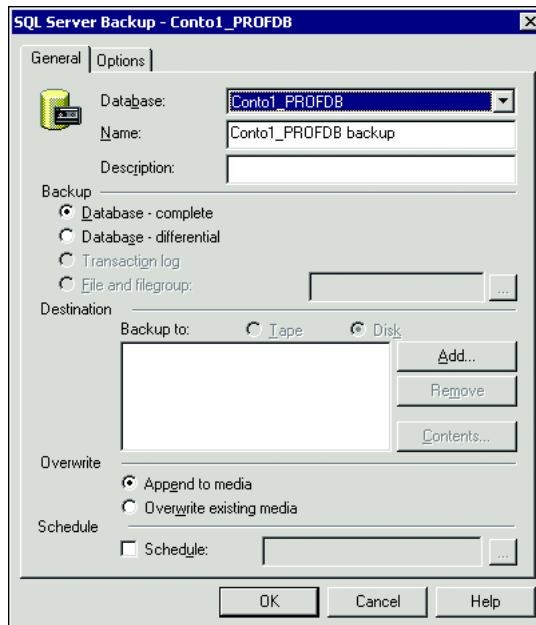 SQL Server Backup - Conto1_PROFDB
General Options
Database: Conto1_PROFDB
Name: Conto1_PROFDB backup
Description:
Backup
Database - complete
Database - differential
Transaction log
File and filegroup: ...
Destination
Backup to: Tape Disk
Add...
Remove
Contents...
Overwrite
Append to media
Overwrite existing media
Schedule
Schedule: ...
OK Cancel Help